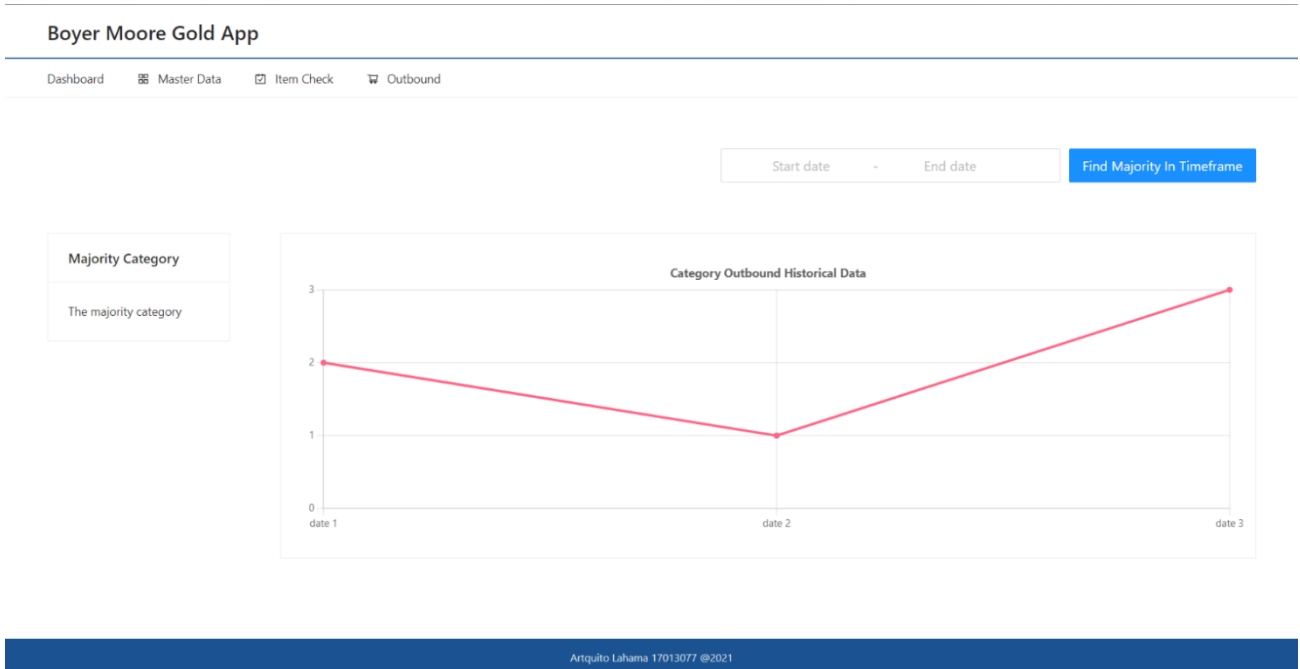 Boyer Moore Gold App
Dashboard Master Data Item Check Outbound
Start date - End date Find Majority In Timeframe
Majority Category
The majority category
Category Outbound Historical Data
3
2
1
0
date 1 date 2 date 3
Artquito Lahama 17013077 @2021